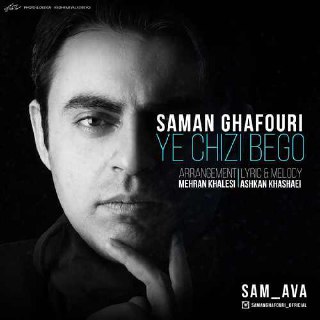 SAMAN GHAFOURI
YE CHIZI BEGO
ARRANGEMENT | LYRIC & MELODY
MEHRAN KHALESI | ASHKAN KHASHAEI
SAM_AVA
SAMANGHAFOURI_OFFICIAL